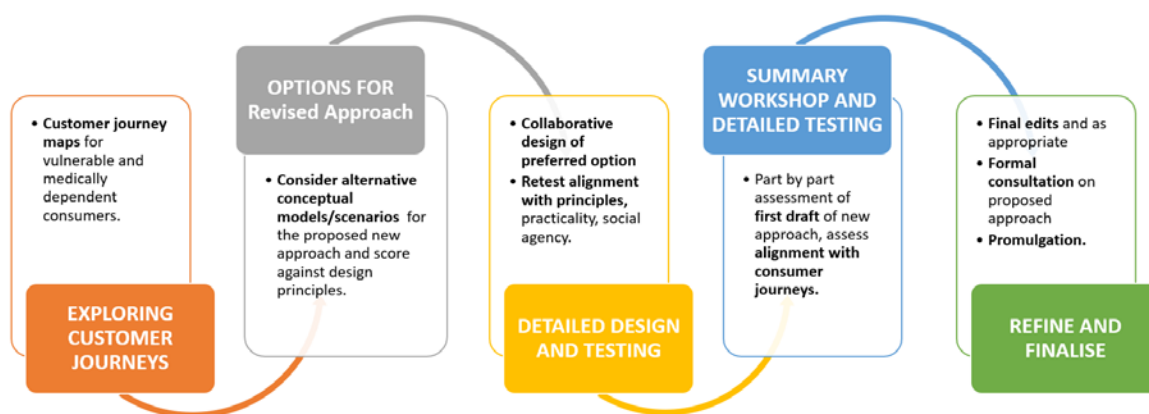 • Customer journey
maps for
vulnerable and
medically
dependent
consumers.
EXPLORING
CUSTOMER
JOURNEYS
OPTIONS FOR
Revised Approach
• Consider alternative
conceptual
models/scenarios for
the proposed new
approach and score
against design
principles.
• Collaborative
design of
preferred option
• Retest alignment
with principles,
practicality, social
agency.
DETAILED DESIGN
AND TESTING
SUMMARY
WORKSHOP AND
DETAILED TESTING
• Part by part
assessment of
first draft of new
approach, assess
alignment with
consumer
journeys.
• Final edits and as
appropriate
• Formal
consultation on
proposed
approach
• Promulgation.
REFINE AND
FINALISE